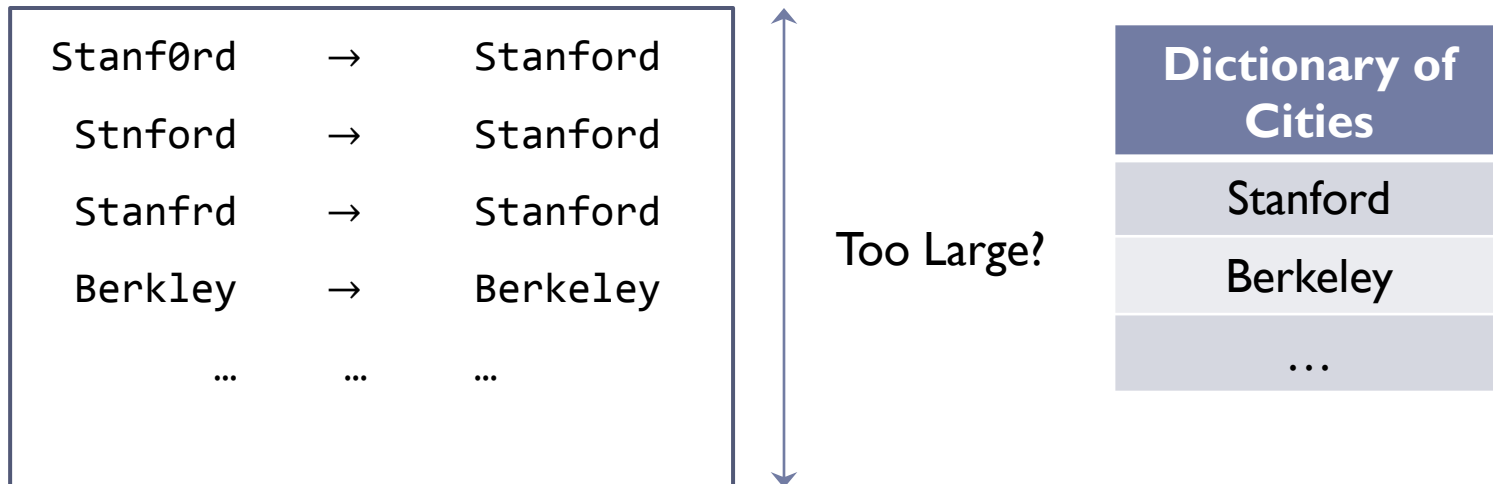 Stanf0rd → Stanford
Stnford → Stanford
Stanfrd → Stanford
Berkley → Berkeley
… … …
Too Large?
Dictionary of
Cities
Stanford
Berkeley
…